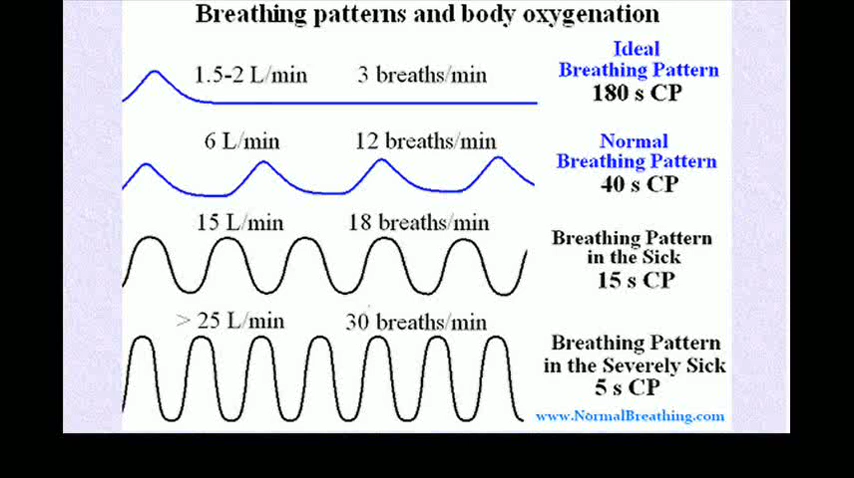 Breathing patterns and body oxygenation
1.5-2 L/min 3 breaths/min
Ideal
Breathing Pattern
180 s CP
6 L/min 12 breaths/min
Normal
Breathing Pattern
40 s CP
15 L/min 18 breaths/min
Breathing Pattern
in the Sick
15 s CP
> 25 L/min 30 breaths/min
Breathing Pattern
in the Severely Sick
5 s CP
www.NormalBreathing.com